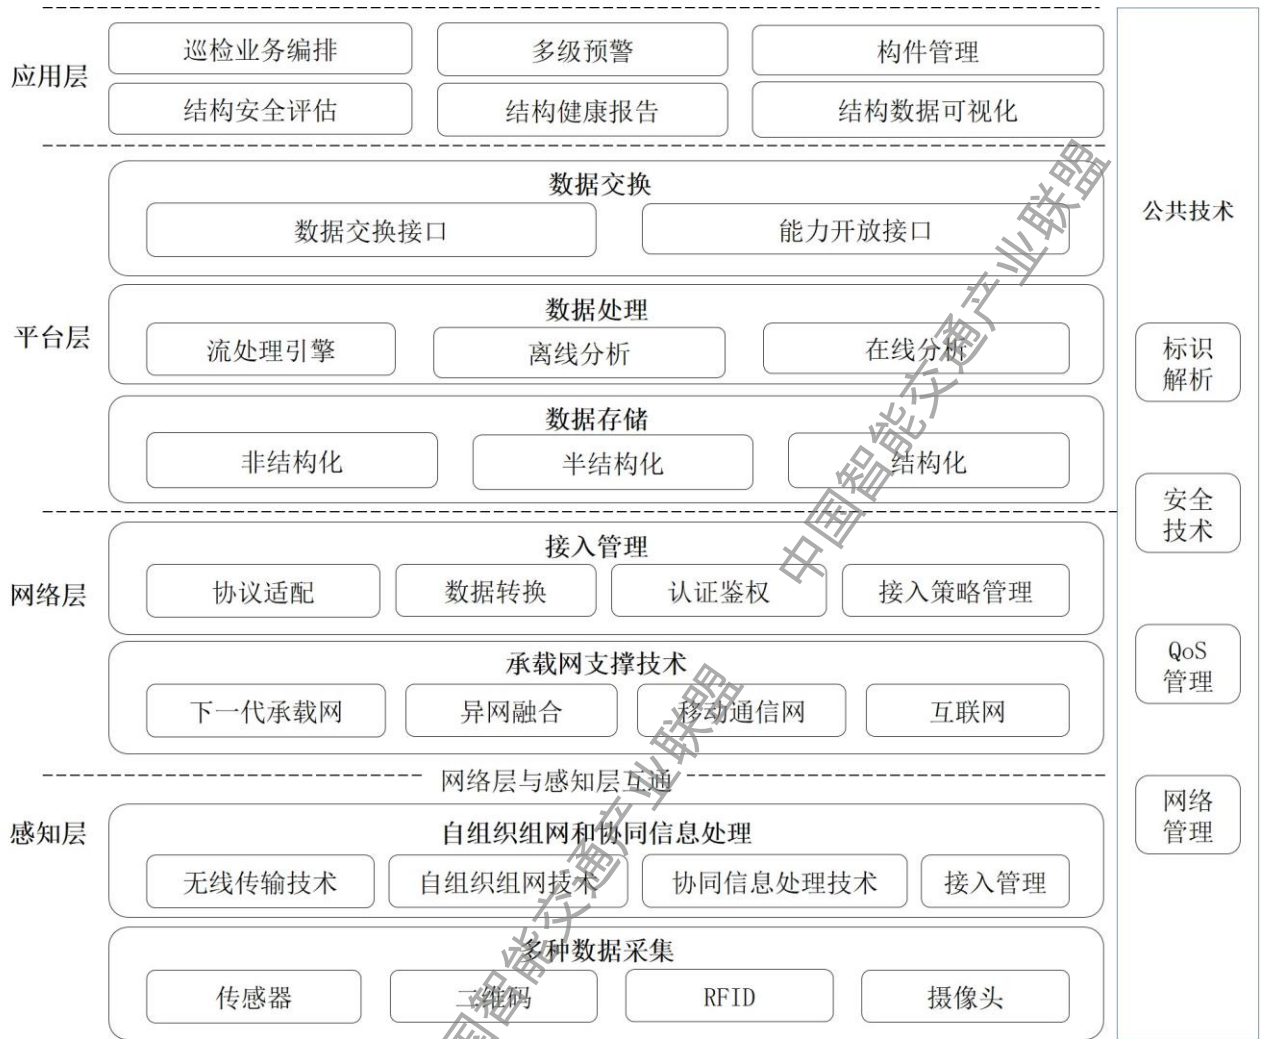 应用层
巡检业务编排
多级预警
构件管理
结构安全评估
结构健康报告
结构数据可视化
平台层
数据交换
数据交换接口
能力开放接口
数据处理
流处理引擎
离线分析
在线分析
数据存储
非结构化
半结构化
结构化
网络层
接入管理
协议适配
数据转换
认证鉴权
接入策略管理
承载网支撑技术
下一代承载网
异网融合
移动通信网
互联网
网络层与感知层互通
感知层
自组织组网和协同信息处理
无线传输技术
自组织组网技术
协同信息处理技术
接入管理
多种数据采集
传感器
二维码
RFID
摄像头
公共技术
标识
解析
安全
技术
QoS
管理
网络
管理
中国智能交通产业联盟
国智能交通产业联盟